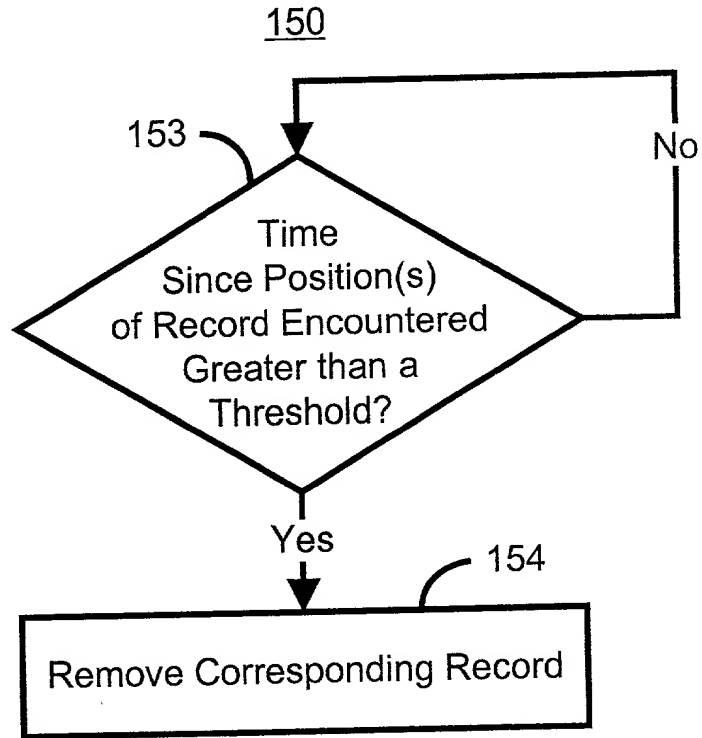 150
153
No
Time
Since Position(s)
of Record Encountered
Greater than a
Threshold?
Yes
154
Remove Corresponding Record